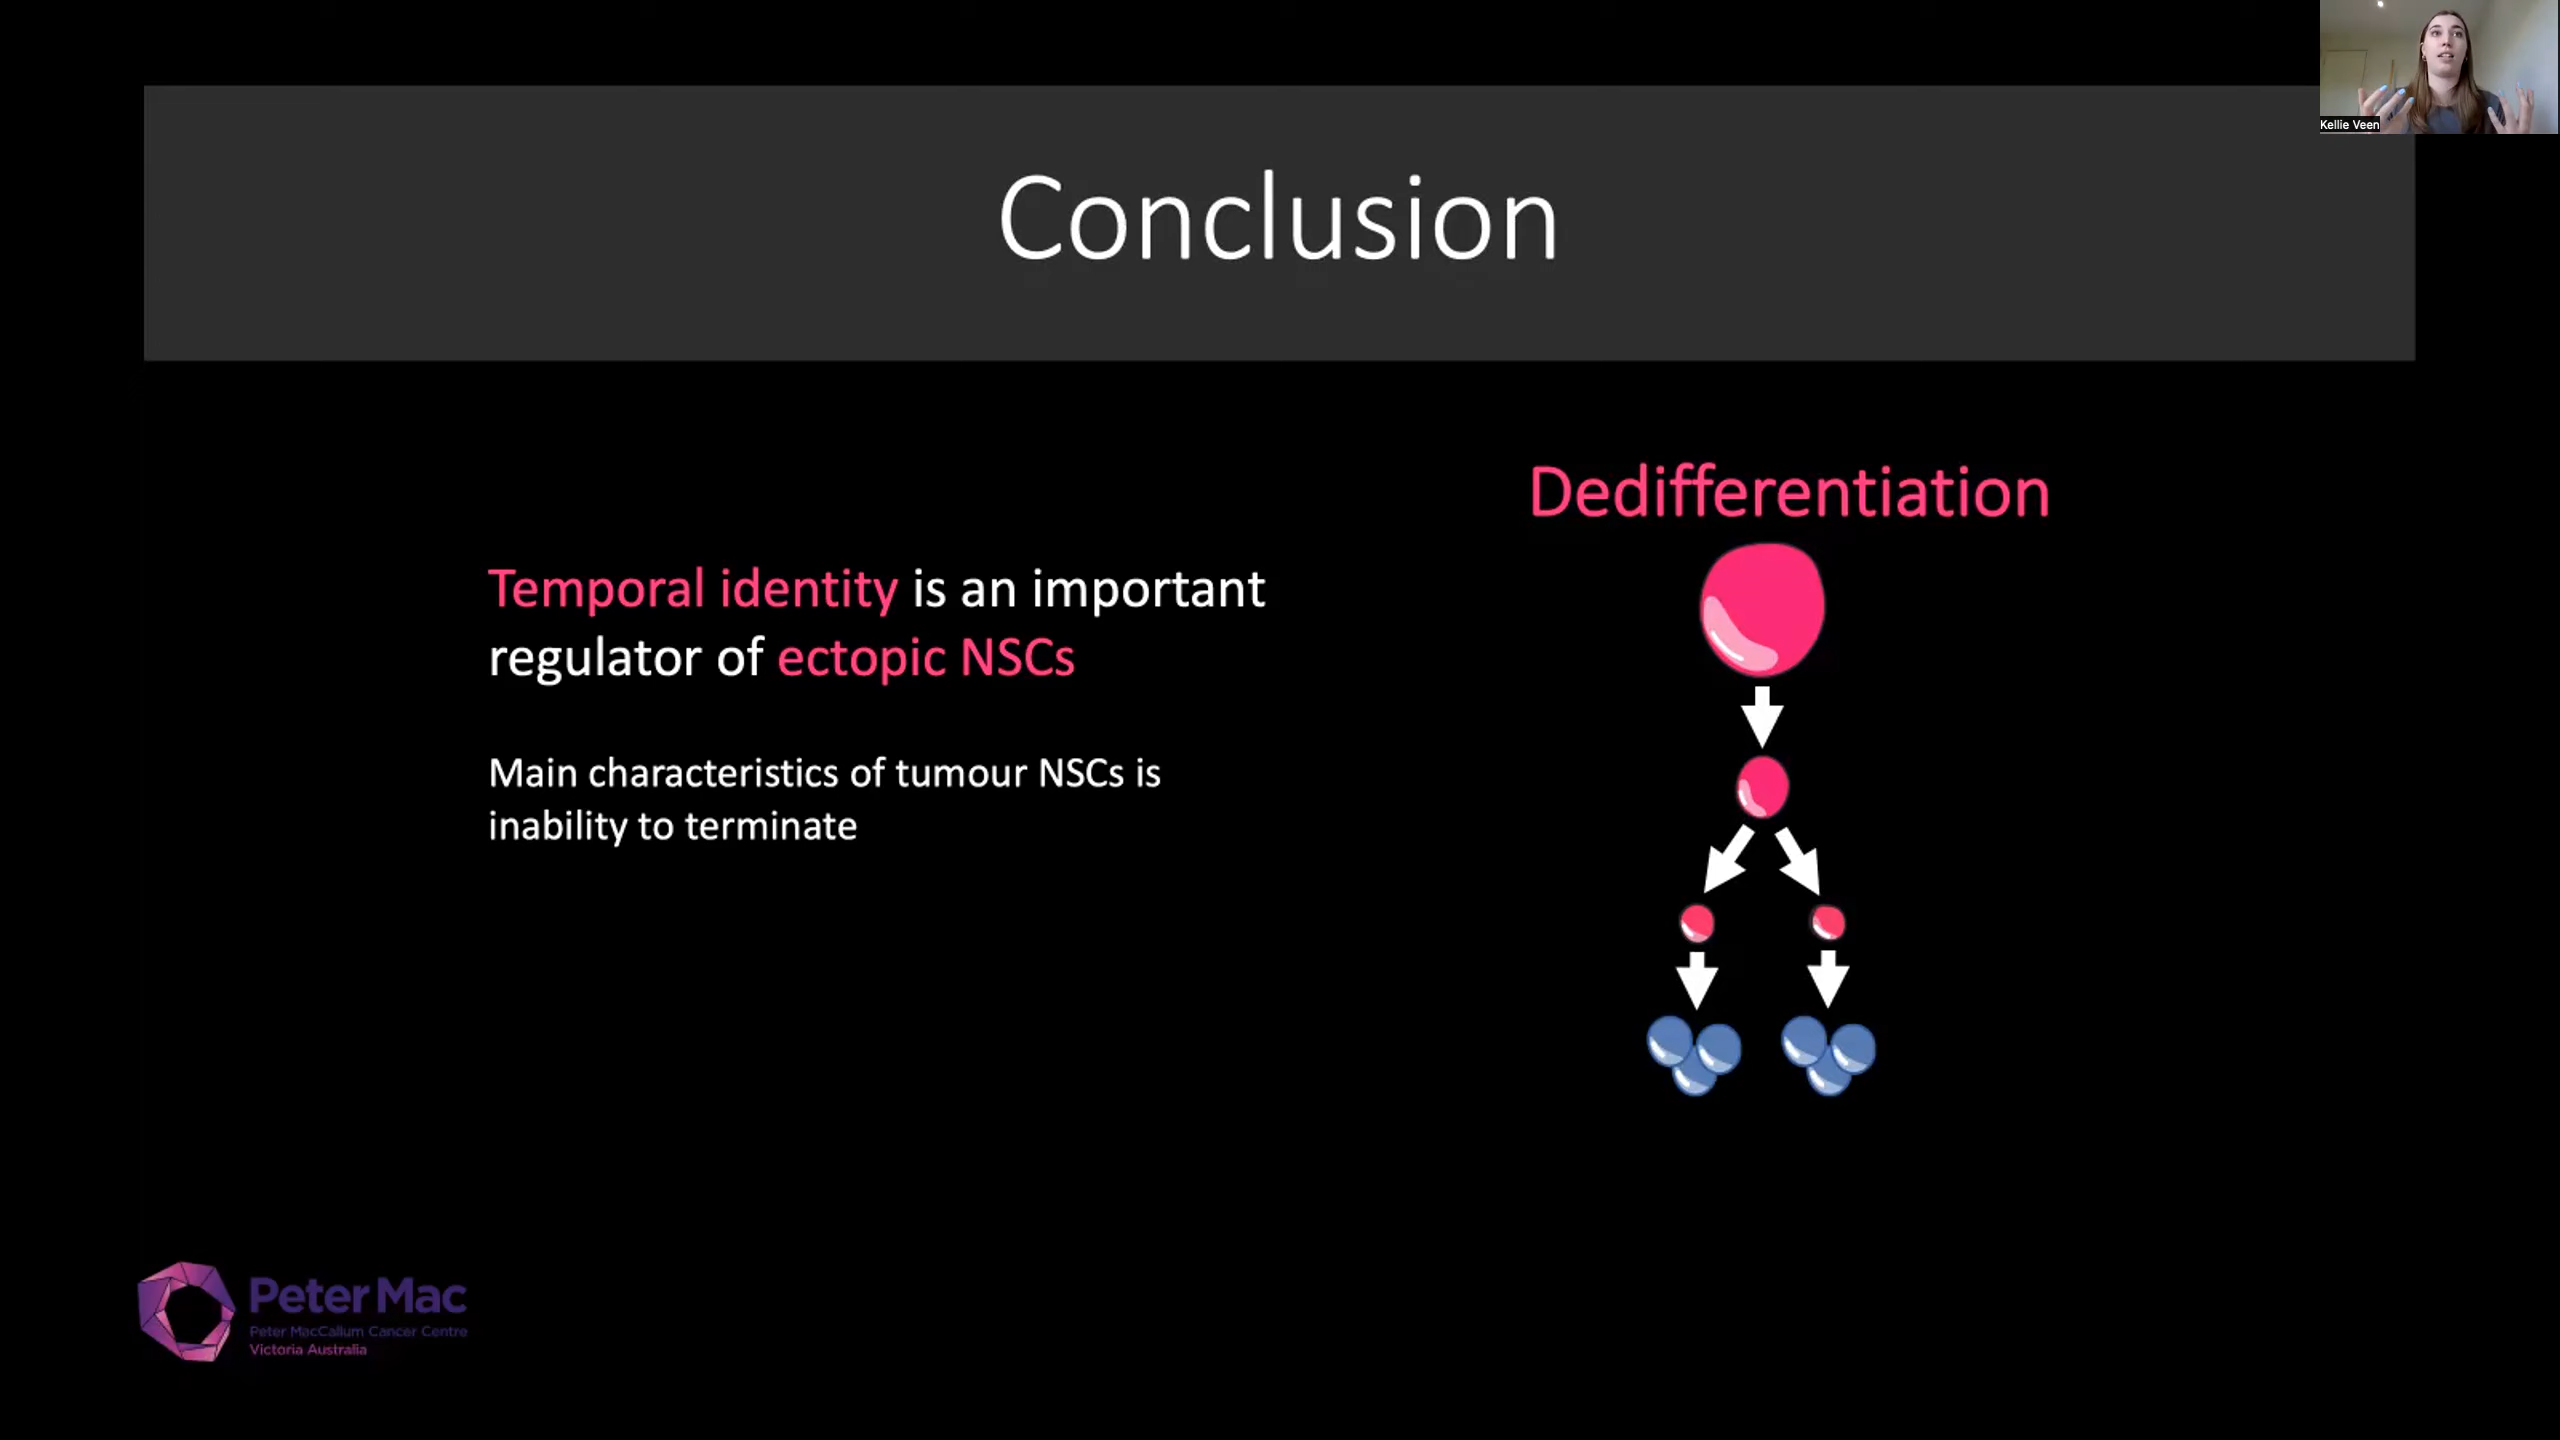 Kellie Veen
Conclusion
Temporal identity is an important
regulator of ectopic NSCs
Main characteristics of tumour NSCs is
inability to terminate
Dedifferentiation
Peter Mac
Peter MacCallum Cancer Centre
Victoria Australia